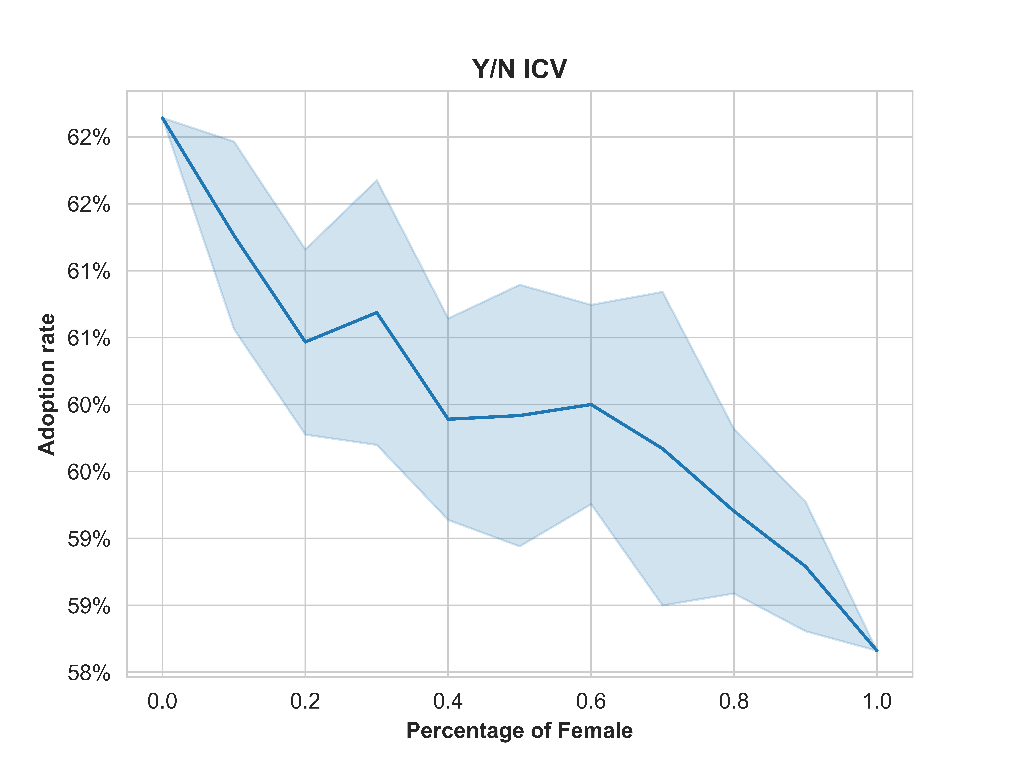 Y/N ICV
62%
62%
61%
61%
60%
60%
59%
59%
58%
Adoption rate
0.0 0.2 0.4 0.6 0.8 1.0
Percentage of Female